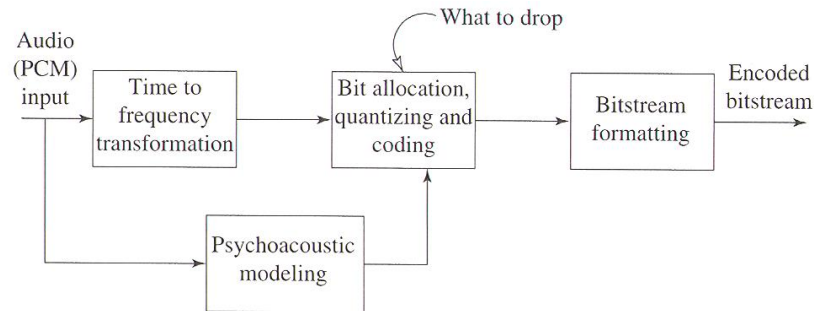 What to drop
Audio
(PCM)
input
Time to
frequency
transformation
Bit allocation,
quantizing and
coding
Bitstream
formatting
Encoded
bitstream
Psychoacoustic
modeling